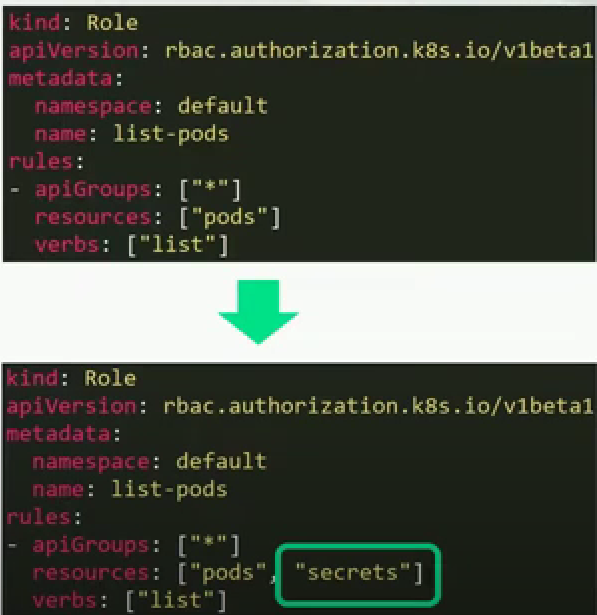 kind: Role
apiVersion: rbac.authorization.k8s.io/v1beta1
metadata:
  namespace: default
  name: list-pods
rules:
- apiGroups: ["*"]
  resources: ["pods"]
  verbs: ["list"]
kind: Role
apiVersion: rbac.authorization.k8s.io/v1beta1
metadata:
  namespace: default
  name: list-pods
rules:
- apiGroups: ["*"]
  resources: ["pods", "secrets"]
  verbs: ["list"]